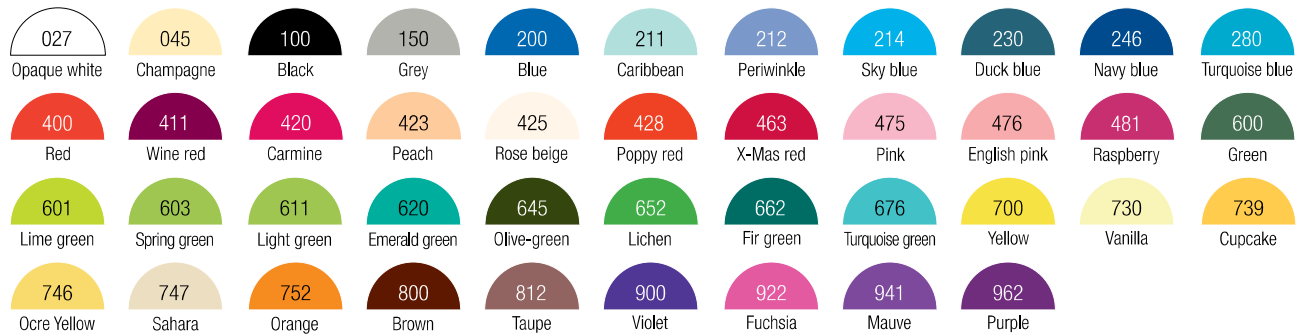 027 045 100 150 200 211 212 214 230 246 280
Opaque white Champagne Black Grey Blue Caribbean Periwinkle Sky blue Duck blue Navy blue Turquoise blue
400 411 420 423 425 428 463 475 476 481 600
Red Wine red Carmine Peach Rose beige Poppy red X-Mas red Pink English pink Raspberry Green
601 603 611 620 645 652 662 676 700 730 739
Lime green Spring green Light green Emerald green Olive-green Lichen Fir green Turquoise green Yellow Vanilla Cupcake
746 747 752 800 812 900 922 941 962
Ocre Yellow Sahara Orange Brown Taupe Violet Fuchsia Mauve Purple